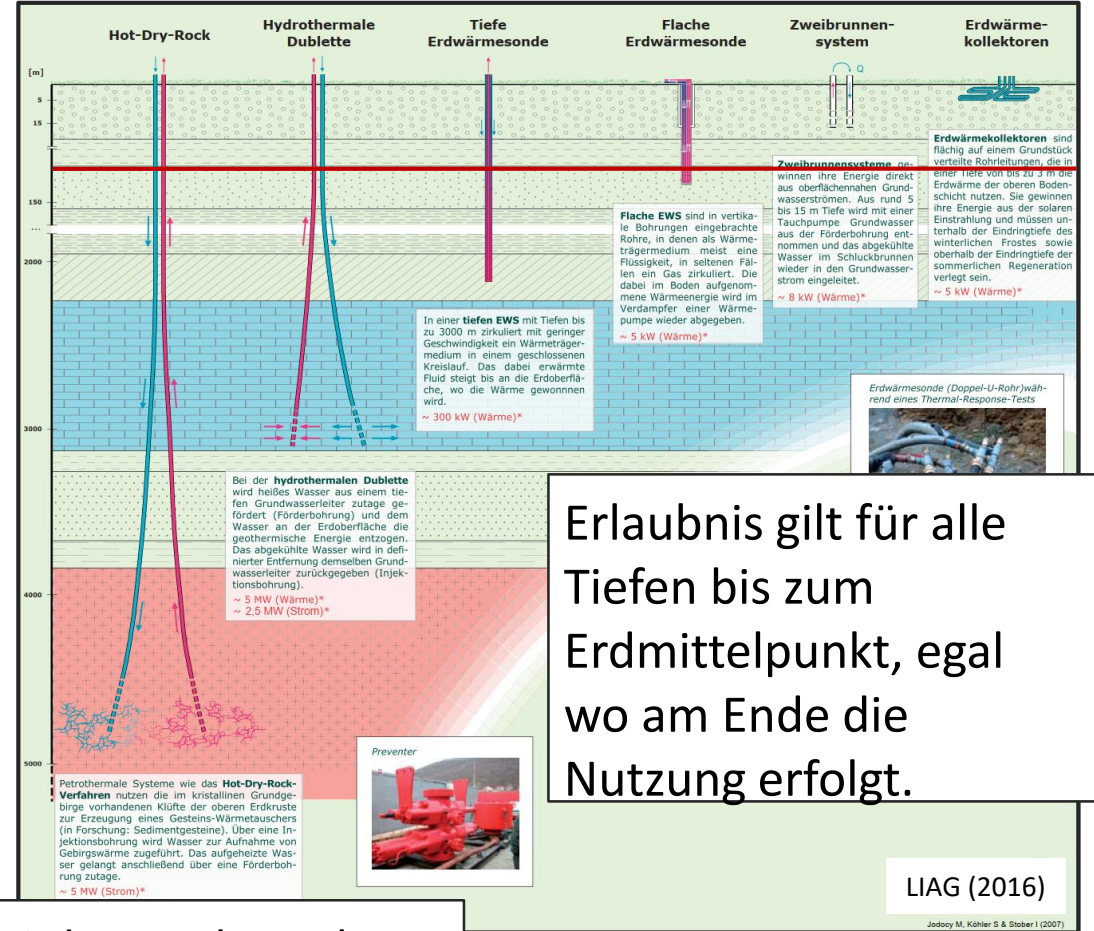 Hot-Dry-Rock
Hydrothermale
Dublette
Tiefe
Erdwärmesonde
Flache
Erdwärmesonde
Zweibrunnen-
system
Erdwärme-
kollektoren
[m]
5
15
150
...
2000
3000
4000
5000
Q
Erdwärmekollektoren sind
flächig auf einem Grundstück
verteilte Rohrleitungen, die in
einer Tiefe von bis zu 3 m die
Erdwärme der oberen Boden-
schicht nutzen. Sie gewinnen
ihre Energie aus der solaren
Einstrahlung und müssen un-
terhalb der Eindringtiefe des
winterlichen Frostes sowie
oberhalb der Eindringtiefe der
sommerlichen Regeneration
verlegt sein.
~ 5 kW (Wärme)*
Zweibrunnensysteme ge-
winnen ihre Energie direkt
aus oberflächennahen Grund-
wasserströmen. Aus rund 5
bis 15 m Tiefe wird mit einer
Tauchpumpe Grundwasser
aus der Förderbohrung ent-
nommen und das abgekühlte
Wasser im Schluckbrunnen
wieder in den Grundwasser-
strom eingeleitet.
~ 8 kW (Wärme)*
Flache EWS sind in vertika-
le Bohrungen eingebrachte
Rohre, in denen als Wärme-
trägermedium meist eine
Flüssigkeit, in seltenen Fäl-
len ein Gas zirkuliert. Die
dabei im Boden aufgenom-
mene Wärmeenergie wird im
Verdampfer einer Wärme-
pumpe wieder abgegeben.
~ 5 kW (Wärme)*
In einer tiefen EWS mit Tiefen bis
zu 3000 m zirkuliert mit geringer
Geschwindigkeit ein Wärmeträger-
medium in einem geschlossenen
Kreislauf. Das dabei erwärmte
Fluid steigt bis an die Erdoberflä-
che, wo die Wärme gewonnnen
wird.
~ 300 kW (Wärme)*
Erdwärmesonde (Doppel-U-Rohr)wäh-
rend eines Thermal-Response-Tests
Bei der hydrothermalen Dublette
wird heißes Wasser aus einem tie-
fen Grundwasserleiter zutage ge-
fördert (Förderbohrung) und dem
Wasser an der Erdoberfläche die
geothermische Energie entzogen.
Das abgekühlte Wasser wird in defi-
nierter Entfernung demselben Grund-
wasserleiter zurückgegeben (Injek-
tionsbohrung).
~ 5 MW (Wärme)*
~ 2,5 MW (Strom)*
Erlaubnis gilt für alle
Tiefen bis zum
Erdmittelpunkt, egal
wo am Ende die
Nutzung erfolgt.
Preventer
Petrothermale Systeme wie das Hot-Dry-Rock-
Verfahren nutzen die im kristallinen Grundge-
birge vorhandenen Klüfte der oberen Erdkruste
zur Erzeugung eines Gesteins-Wärmetauschers
(in Forschung: Sedimentgesteine). Über eine In-
jektionsbohrung wird Wasser zur Aufnahme von
Gebirgswärme zugeführt. Das aufgeheizte Was-
ser gelangt anschließend über eine Förderboh-
rung zutage.
~ 5 MW (Strom)*
LIAG (2016)
Jodocy M, Köhler S & Stober I (2007)